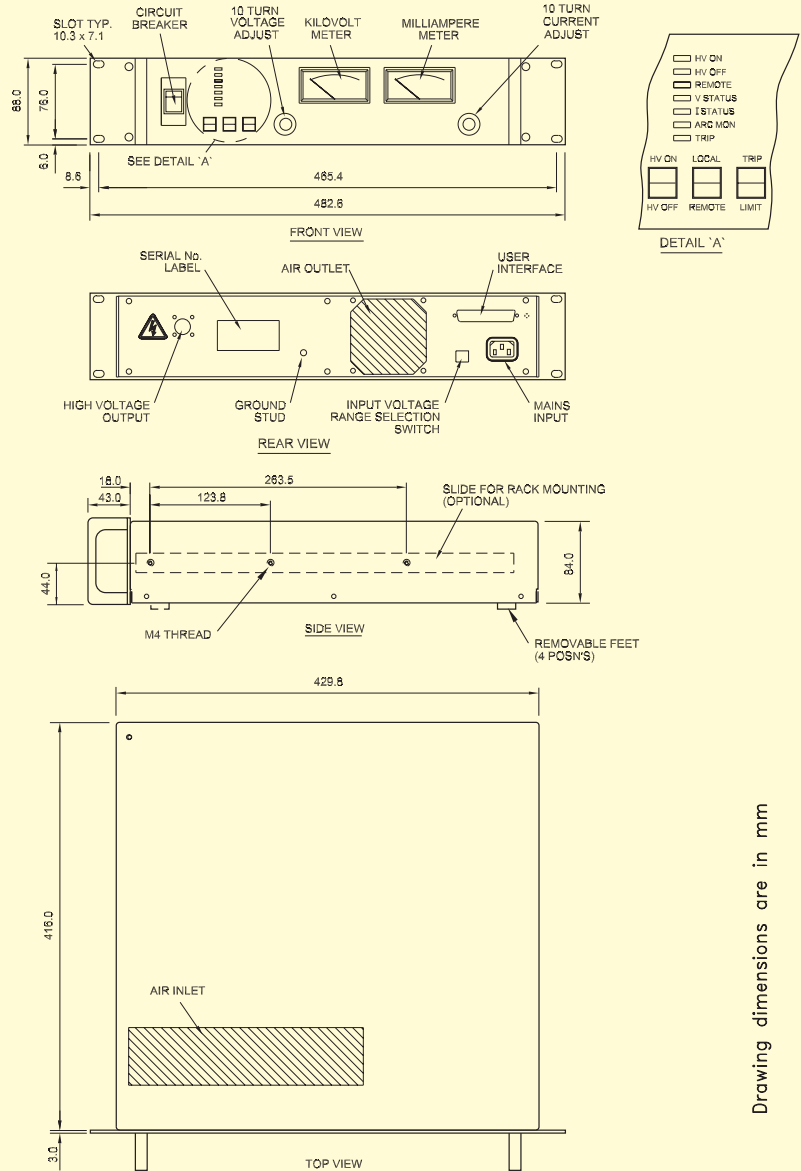 SLOT TYP.
10.3 x 7.1
CIRCUIT
BREAKER
10 TURN
VOLTAGE
ADJUST
KILOVOLT
METER
MILLIAMPERE
METER
10 TURN
CURRENT
ADJUST
88.0
76.0
6.0
8.6
SEE DETAIL `A'
465.4
482.6
FRONT VIEW
HV ON
HV OFF
REMOTE
V STATUS
I STATUS
ARC MON
TRIP
HV ON
LOCAL
TRIP
HV OFF
REMOTE
LIMIT
DETAIL `A'
SERIAL No.
LABEL
AIR OUTLET
USER
INTERFACE
HIGH VOLTAGE
OUTPUT
GROUND
STUD
INPUT VOLTAGE
RANGE SELECTION
SWITCH
MAINS
INPUT
REAR VIEW
18.0
43.0
263.5
123.8
SLIDE FOR RACK MOUNTING
(OPTIONAL)
44.0
84.0
M4 THREAD
SIDE VIEW
REMOVABLE FEET
(4 POSN'S)
429.8
416.0
AIR INLET
3.0
TOP VIEW
Drawing dimensions are in mm